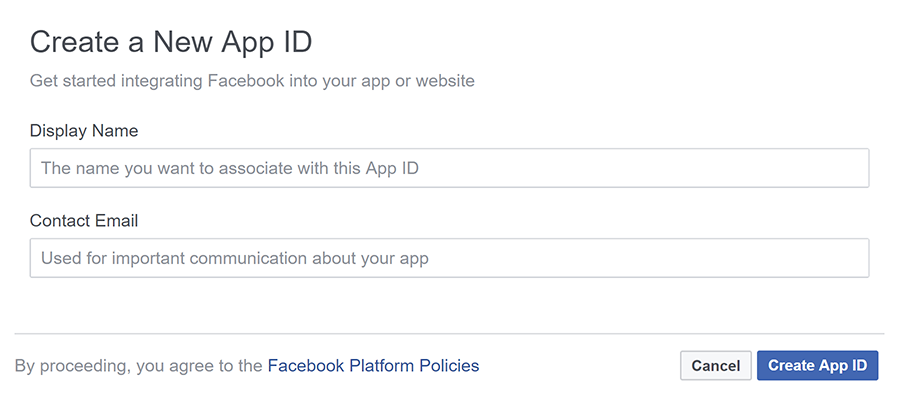 Create a New App ID
Get started integrating Facebook into your app or website
Display Name
The name you want to associate with this App ID
Contact Email
Used for important communication about your app
By proceeding, you agree to the Facebook Platform Policies Cancel Create App ID